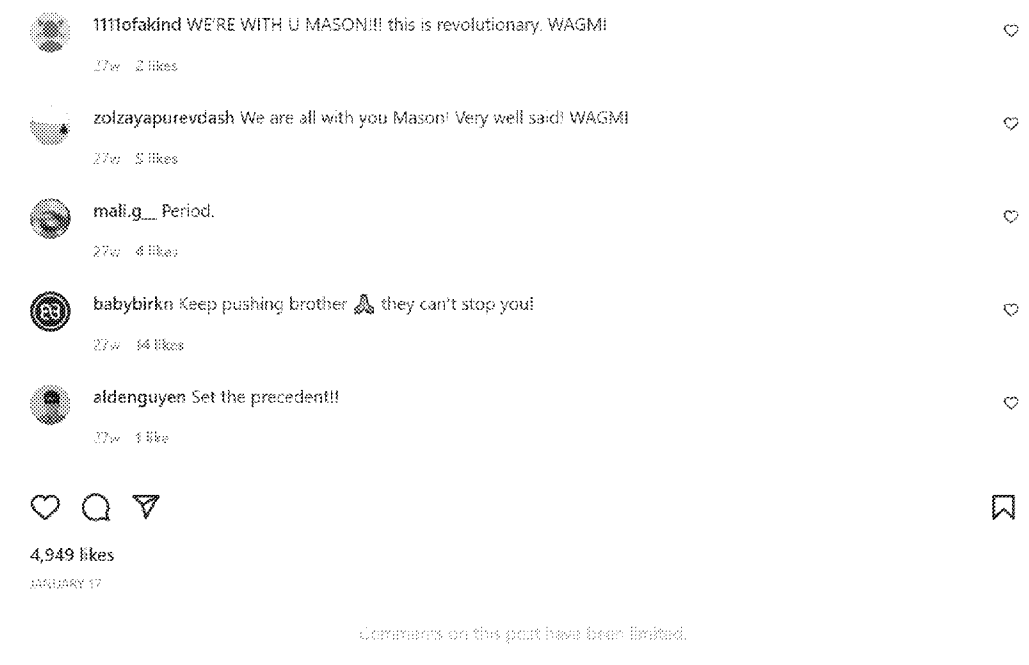 1111ofakind WE'RE WITH U MASON!!! this is revolutionary. WAGMI
27w 2 likes
zolzayapurevdash We are all with you Mason! Very well said! WAGMI
27w 5 likes
mali.g__ Period.
27w 4 likes
babybirkn Keep pushing brother 🙏 they can't stop you!
27w 14 likes
aldenguyen Set the precedent!!!
27w 1 like
4,949 likes
JANUARY 17
Comments on this post have been limited.